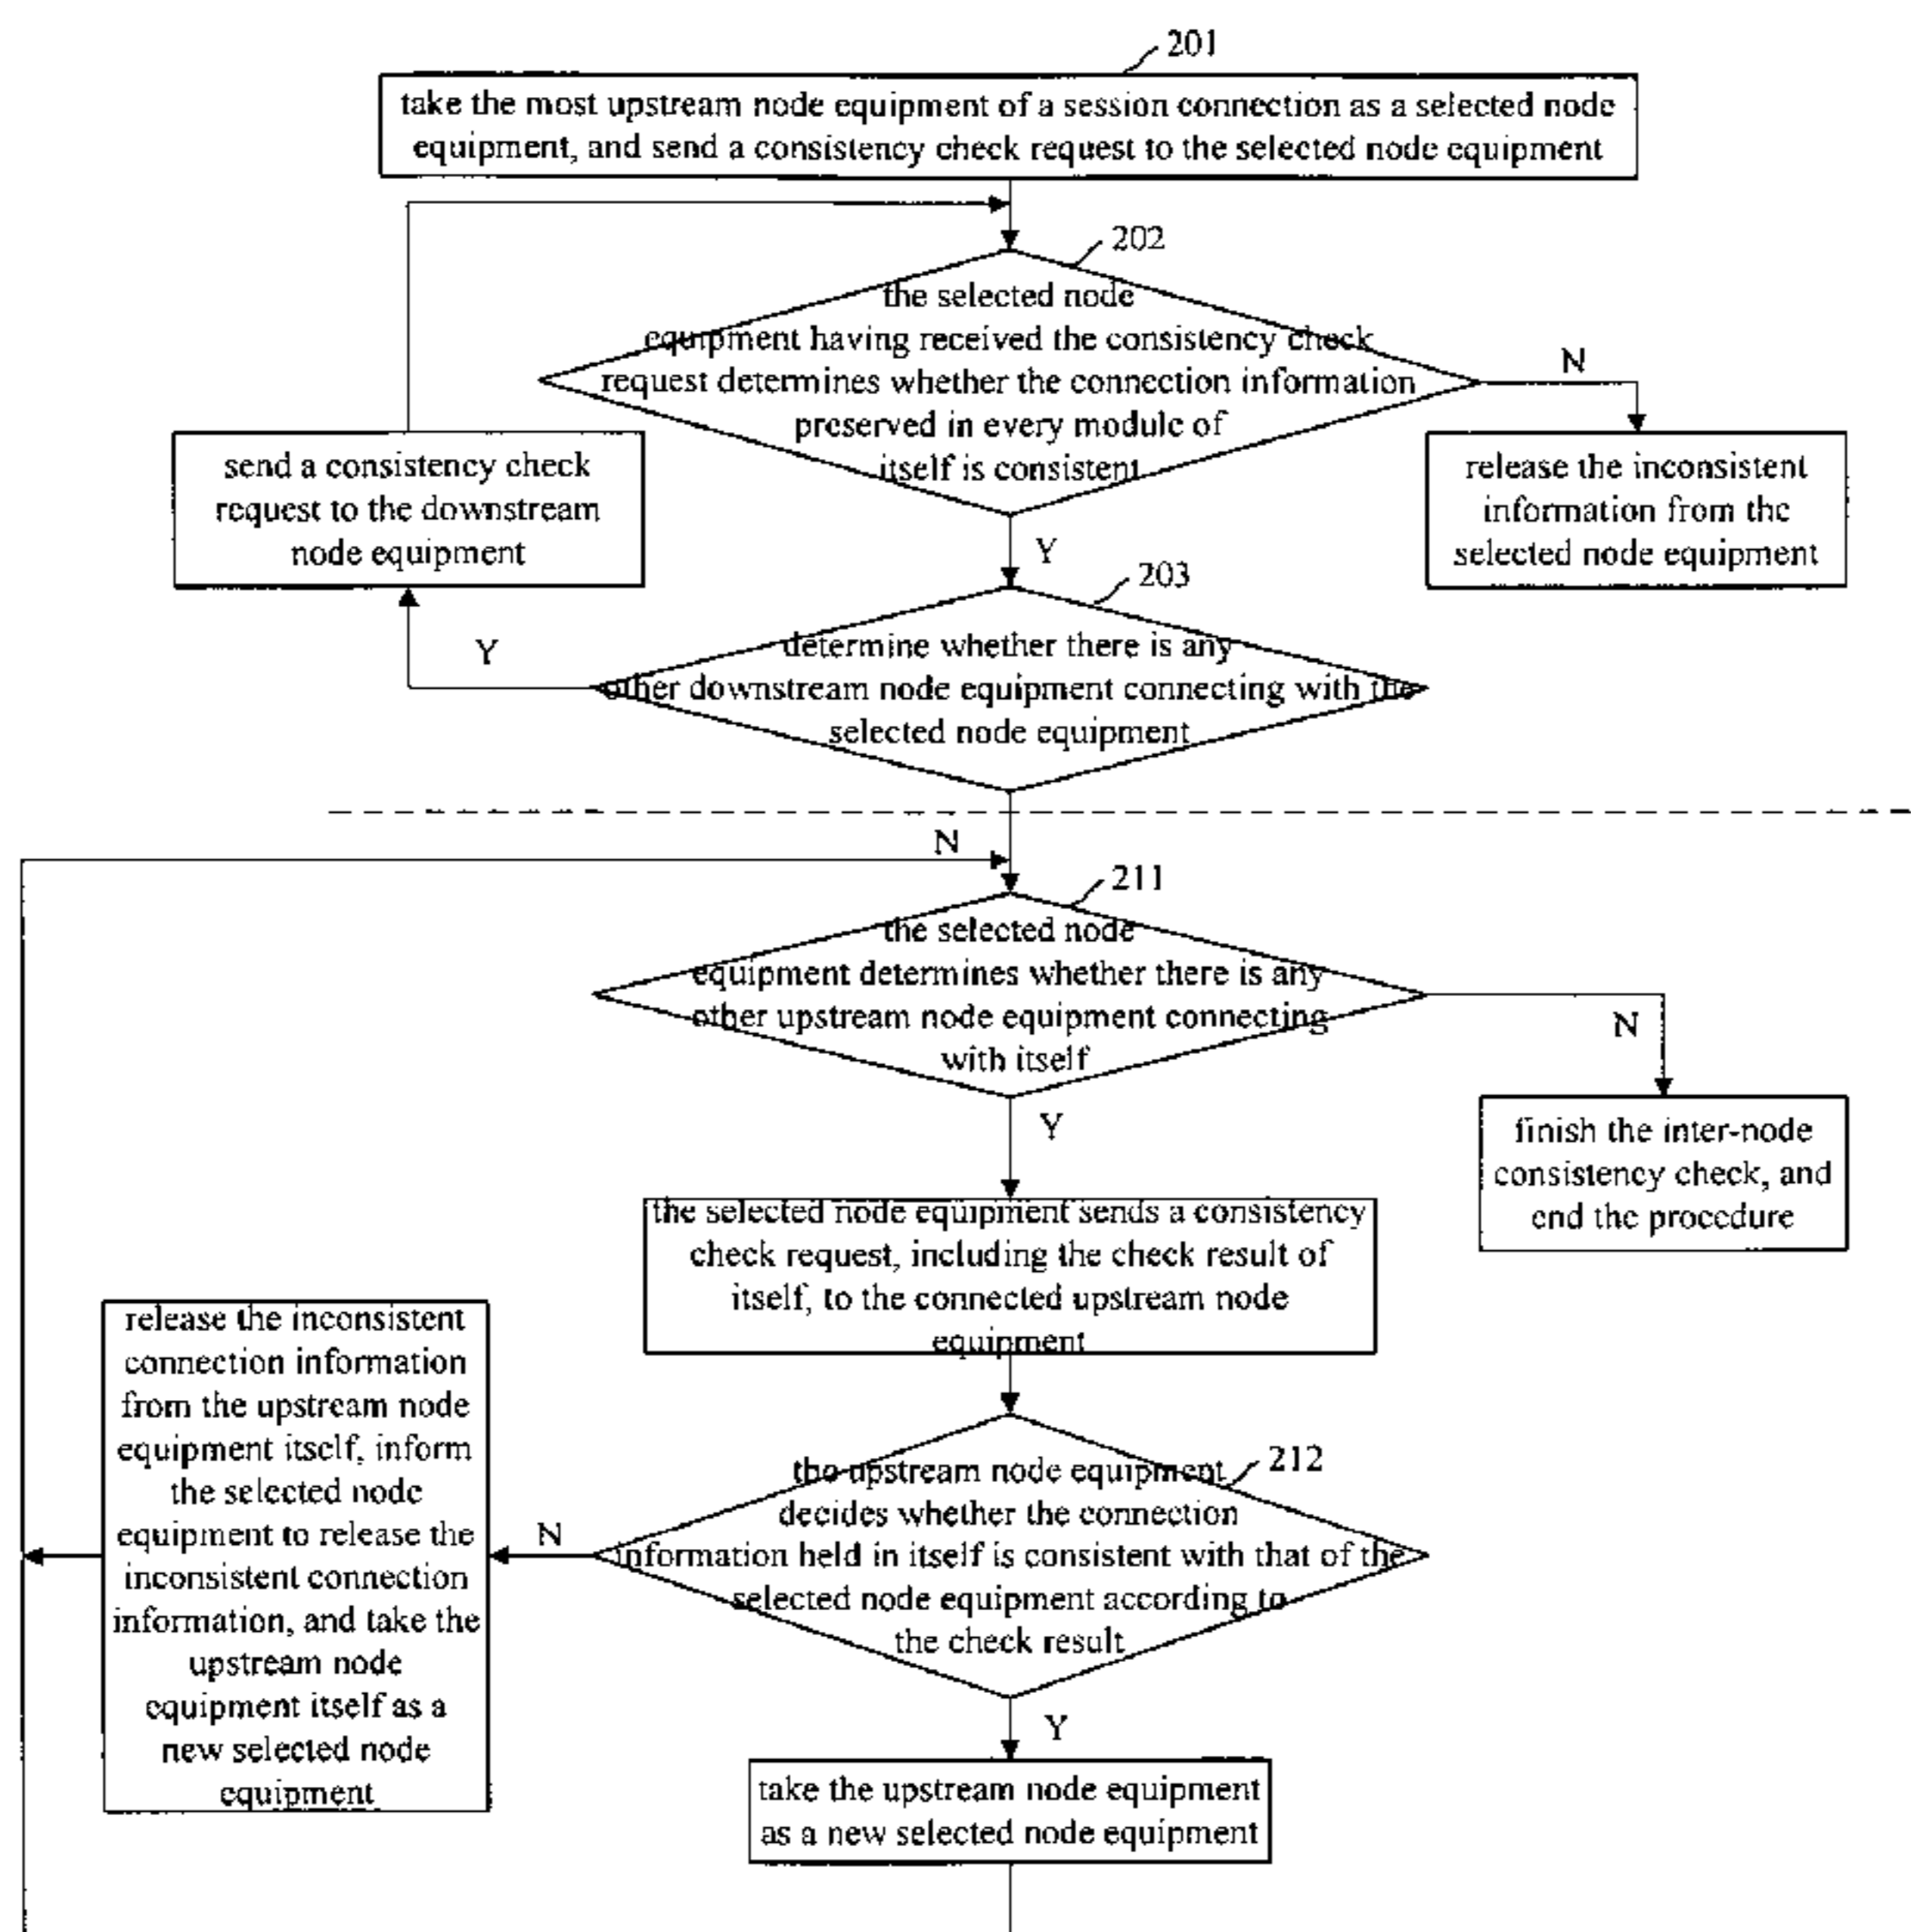 201
take the most upstream node equipment of a session connection as a selected node
equipment, and send a consistency check request to the selected node equipment
202
the selected node
equipment having received the consistency check
request determines whether the connection information
preserved in every module of
itself is consistent
N
release the inconsistent
information from the
selected node equipment
send a consistency check
request to the downstream
node equipment
Y
203
determine whether there is any
other downstream node equipment connecting with the
selected node equipment
Y
N
211
the selected node
equipment determines whether there is any
other upstream node equipment connecting
with itself
N
finish the inter-node
consistency check, and
end the procedure
Y
the selected node equipment sends a consistency
check request, including the check result of
itself, to the connected upstream node
equipment
212
the upstream node equipment
decides whether the connection
information held in itself is consistent with that of the
selected node equipment according to
the check result
N
release the inconsistent
connection information
from the upstream node
equipment itself, inform
the selected node
equipment to release the
inconsistent connection
information, and take the
upstream node
equipment itself as a
new selected node
equipment
Y
take the upstream node equipment
as a new selected node equipment